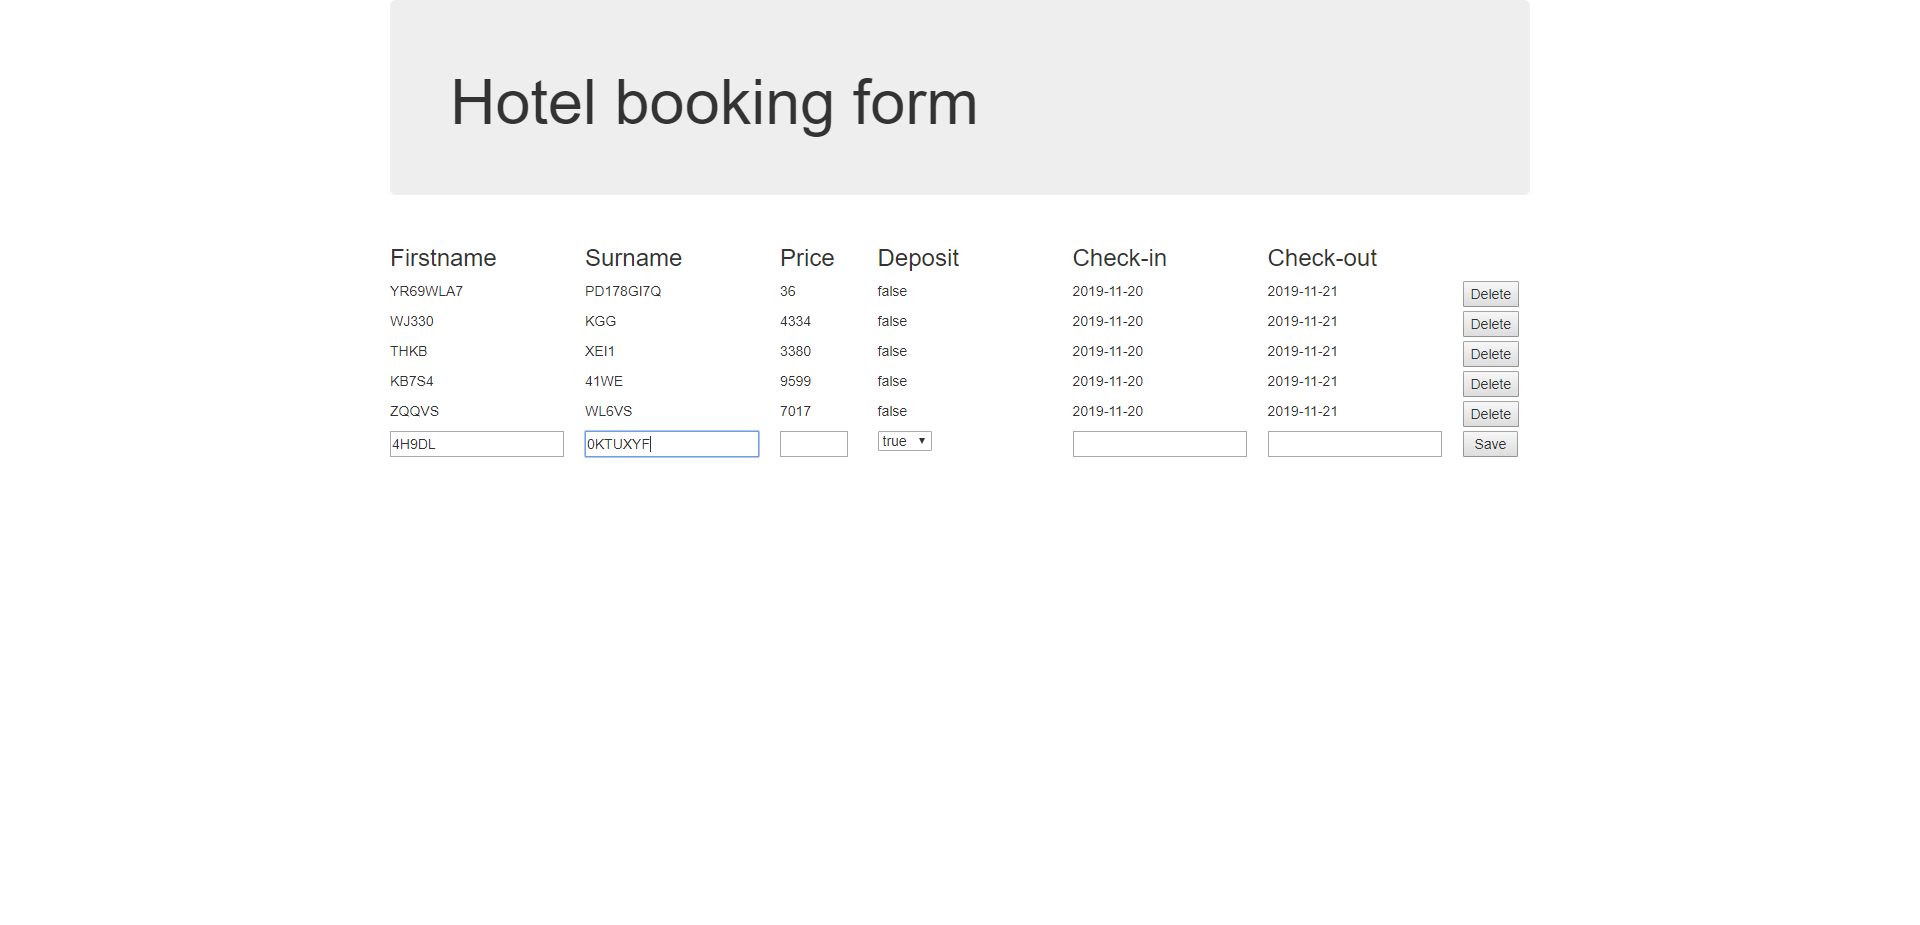 Hotel booking form
Firstname Surname Price Deposit Check-in Check-out
YR69WLA7 PD178GI7Q 36 false 2019-11-20 2019-11-21 Delete
WJ330 KGG 4334 false 2019-11-20 2019-11-21 Delete
THKB XEI1 3380 false 2019-11-20 2019-11-21 Delete
KB7S4 41WE 9599 false 2019-11-20 2019-11-21 Delete
ZQQVS WL6VS 7017 false 2019-11-20 2019-11-21 Delete
4H9DL 0KTUXYF true Save